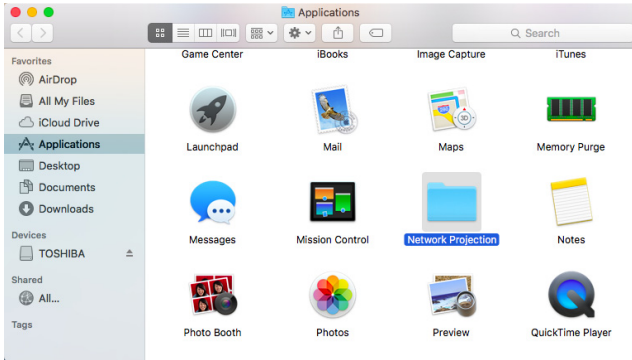 Applications
Search
Favorites
AirDrop
All My Files
iCloud Drive
Applications
Desktop
Documents
Downloads
Devices
TOSHIBA
Shared
All...
Tags
Game Center iBooks Image Capture iTunes
Launchpad Mail Maps Memory Purge
3D
Messages Mission Control Network Projection Notes
Photo Booth Photos Preview QuickTime Player